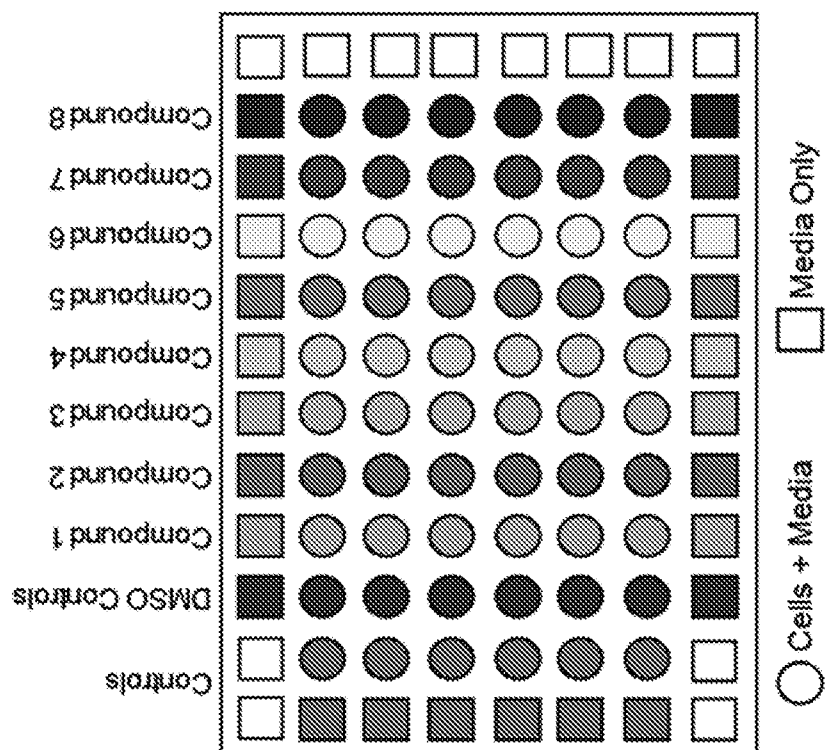 Compound 8
Compound 7
Compound 6
Compound 5
Compound 4
Compound 3
Compound 2
Compound 1
DMSO Controls
Controls
Cells + Media
Media Only